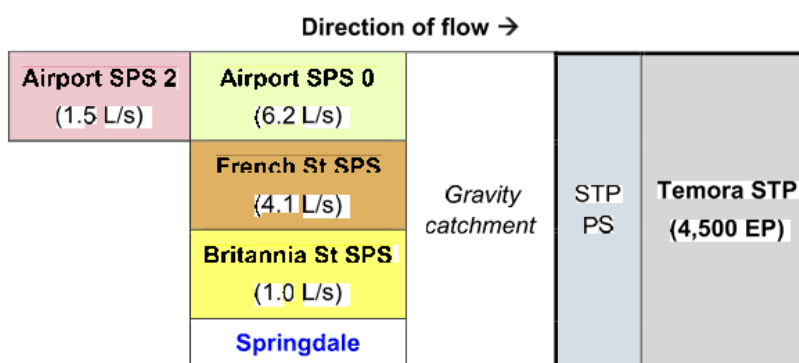 Direction of flow →
Airport SPS 2
(1.5 L/s)
Airport SPS 0
(6.2 L/s)
French St SPS
(4.1 L/s)
Britannia St SPS
(1.0 L/s)
Springdale
Gravity
catchment
STP
PS
Temora STP
(4,500 EP)